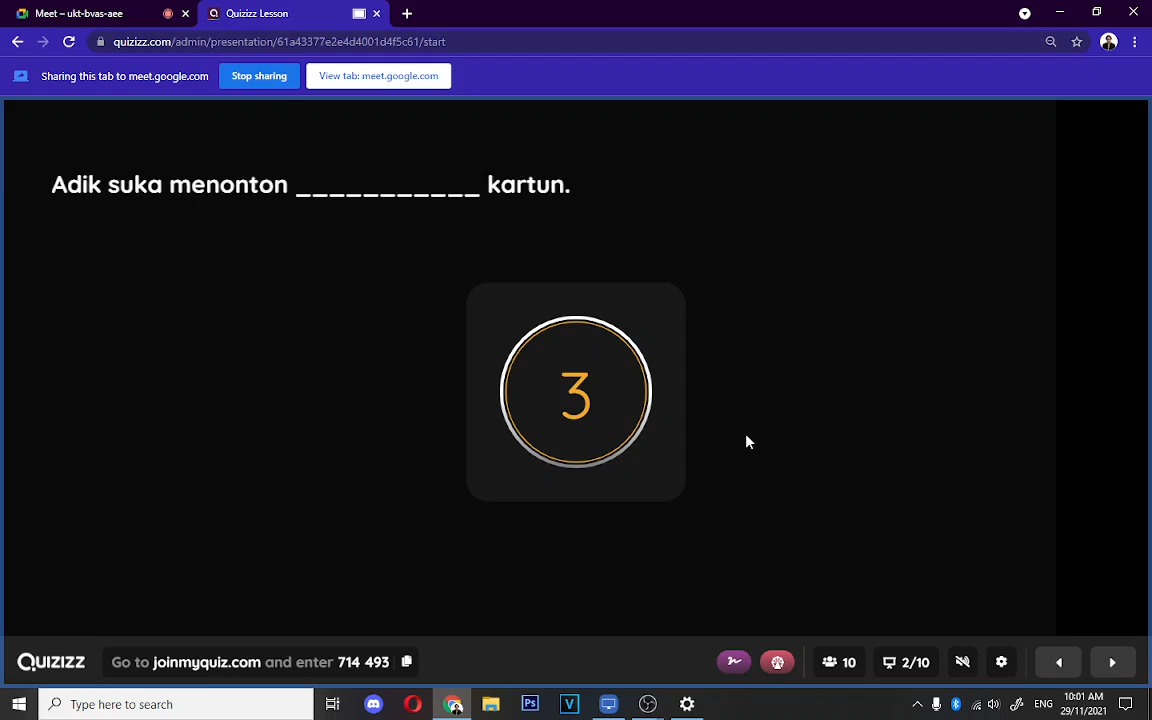 Meet – ukt-bvas-aee
Quizizz Lesson
quizizz.com/admin/presentation/61a43377e2e4d4001d4f5c61/start
Sharing this tab to meet.google.com
Stop sharing
View tab: meet.google.com
Adik suka menonton ___________ kartun.
3
Quizizz
Go to joinmyquiz.com and enter 714 493
10
2/10
Type here to search
Ps
V
ENG
10:01 AM
29/11/2021